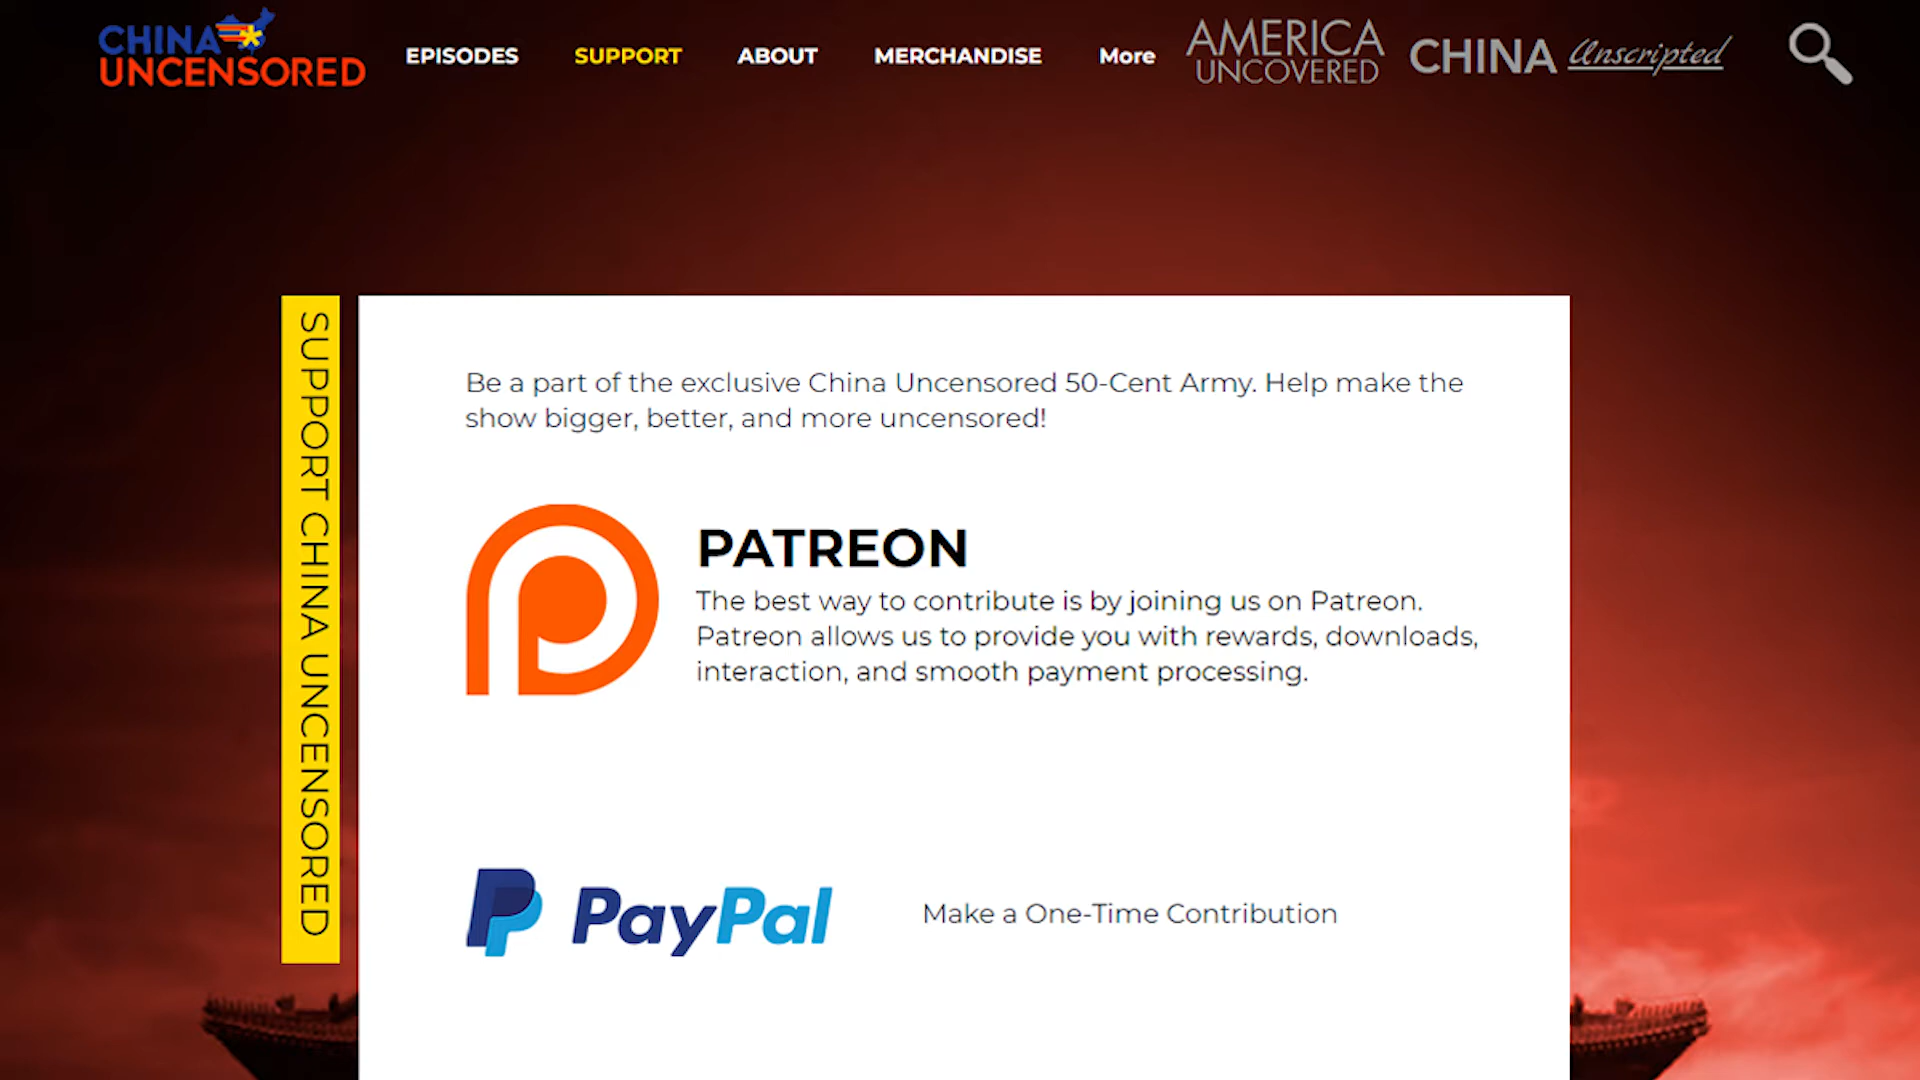 CHINA
UNCENSORED
EPISODES
SUPPORT
ABOUT
MERCHANDISE
More
AMERICA
UNCOVERED
CHINA Unscripted
SUPPORT CHINA UNCENSORED
Be a part of the exclusive China Uncensored 50-Cent Army. Help make the
show bigger, better, and more uncensored!
PATREON
The best way to contribute is by joining us on Patreon.
Patreon allows us to provide you with rewards, downloads,
interaction, and smooth payment processing.
PayPal
Make a One-Time Contribution